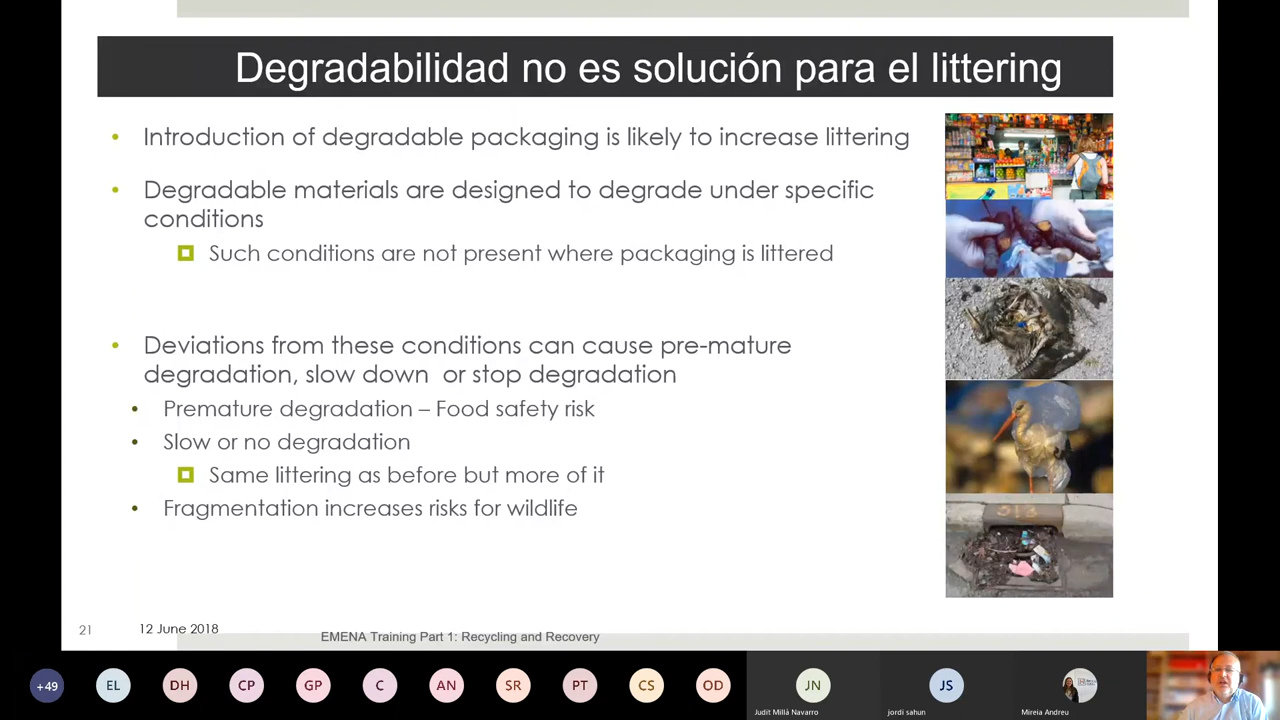 Degradabilidad no es solución para el littering
Introduction of degradable packaging is likely to increase littering
Degradable materials are designed to degrade under specific
conditions
Such conditions are not present where packaging is littered
Deviations from these conditions can cause pre-mature
degradation, slow down or stop degradation
Premature degradation – Food safety risk
Slow or no degradation
Same littering as before but more of it
Fragmentation increases risks for wildlife
21
12 June 2018
EMENA Training Part 1: Recycling and Recovery
+49
EL
DH
CP
GP
C
AN
SR
PT
CS
OD
JN
JS
Judit Millá Navarro
jordi sahun
Mireia Andreu